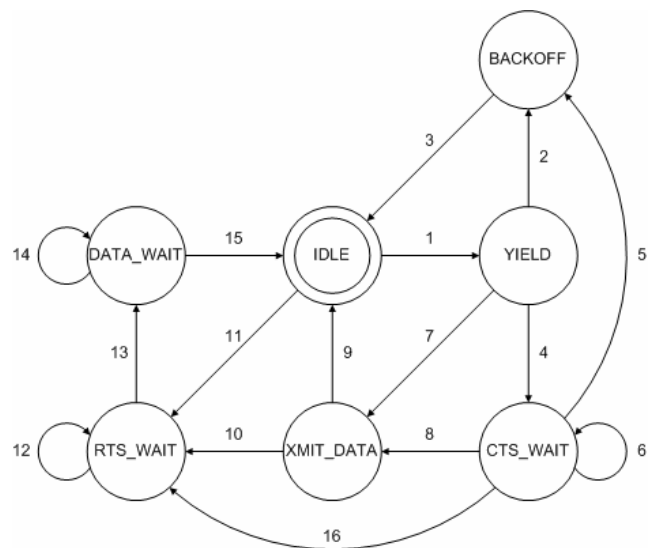 BACKOFF
3
2
14
DATA_WAIT
15
IDLE
1
YIELD
5
13
11
9
7
4
12
RTS_WAIT
10
XMIT_DATA
8
CTS_WAIT
6
16